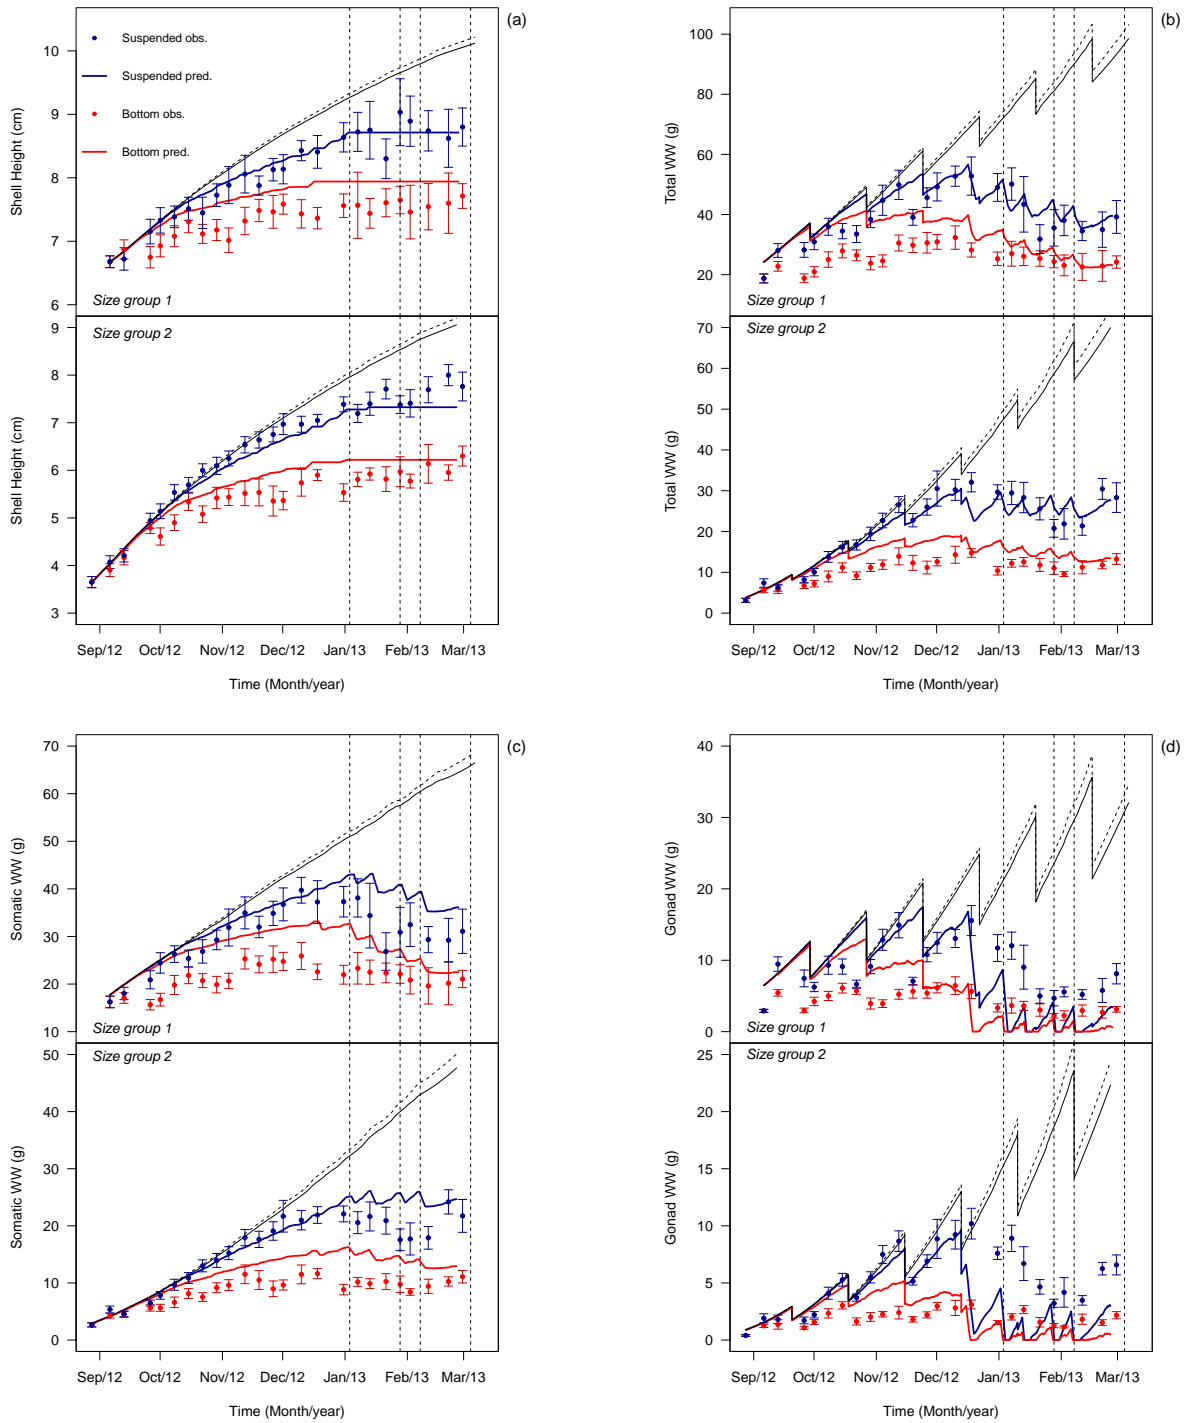 (a)
Suspended obs.
Suspended pred.
Bottom obs.
Bottom pred.
10
9
8
7
6
Shell Height (cm)
Size group 1
Size group 2
9
8
7
6
5
4
3
Shell Height (cm)
Sep/12 Oct/12 Nov/12 Dec/12 Jan/13 Feb/13 Mar/13
Time (Month/year)
(b)
100
80
60
40
20
Total WW (g)
Size group 1
Size group 2
70
60
50
40
30
20
10
0
Total WW (g)
Sep/12 Oct/12 Nov/12 Dec/12 Jan/13 Feb/13 Mar/13
Time (Month/year)
(c)
70
60
50
40
30
20
10
Somatic WW (g)
Size group 1
Size group 2
50
40
30
20
10
0
Somatic WW (g)
Sep/12 Oct/12 Nov/12 Dec/12 Jan/13 Feb/13 Mar/13
Time (Month/year)
(d)
40
30
20
10
0
Gonad WW (g)
Size group 1
Size group 2
25
20
15
10
5
0
Gonad WW (g)
Sep/12 Oct/12 Nov/12 Dec/12 Jan/13 Feb/13 Mar/13
Time (Month/year)